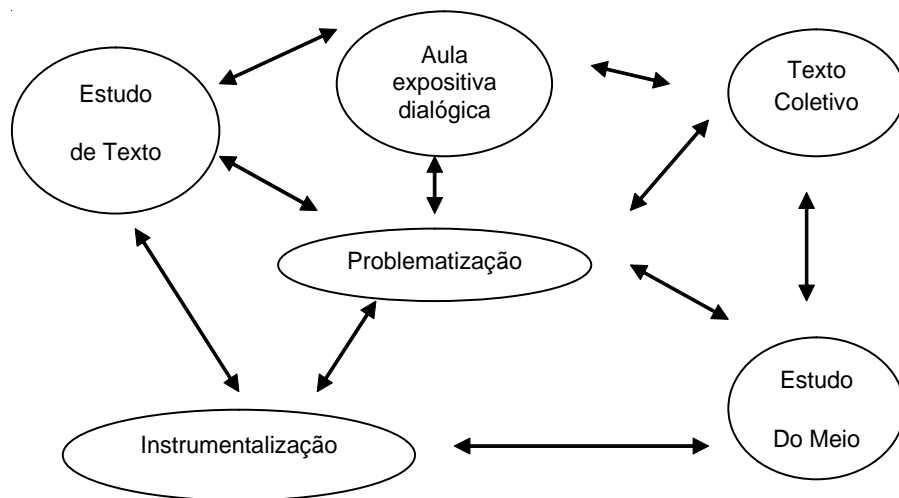 Estudo
de Texto
Aula
expositiva
dialógica
Texto
Coletivo
Problematização
Estudo
Do Meio
Instrumentalização